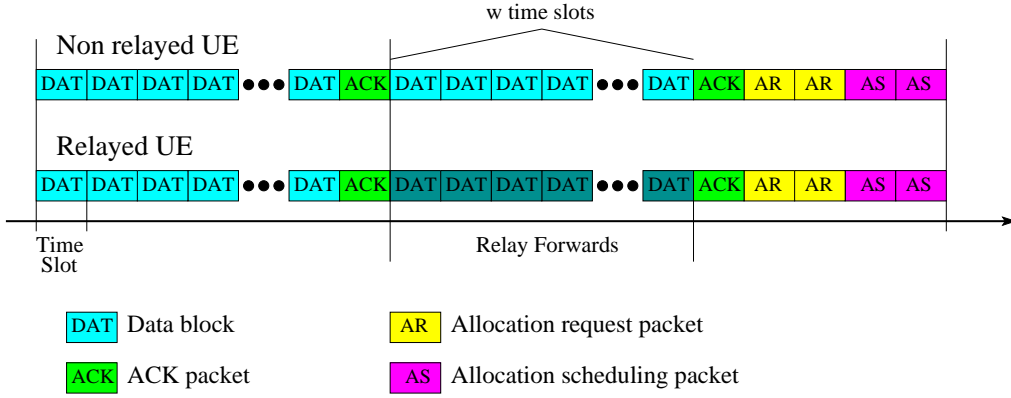 w time slots
Non relayed UE
DAT DAT DAT DAT DAT ACK DAT DAT DAT DAT DAT ACK AR AR AS AS
Relayed UE
DAT DAT DAT DAT DAT ACK DAT DAT DAT DAT DAT ACK AR AR AS AS
Time
Slot
Relay Forwards
DAT Data block
AR Allocation request packet
ACK ACK packet
AS Allocation scheduling packet